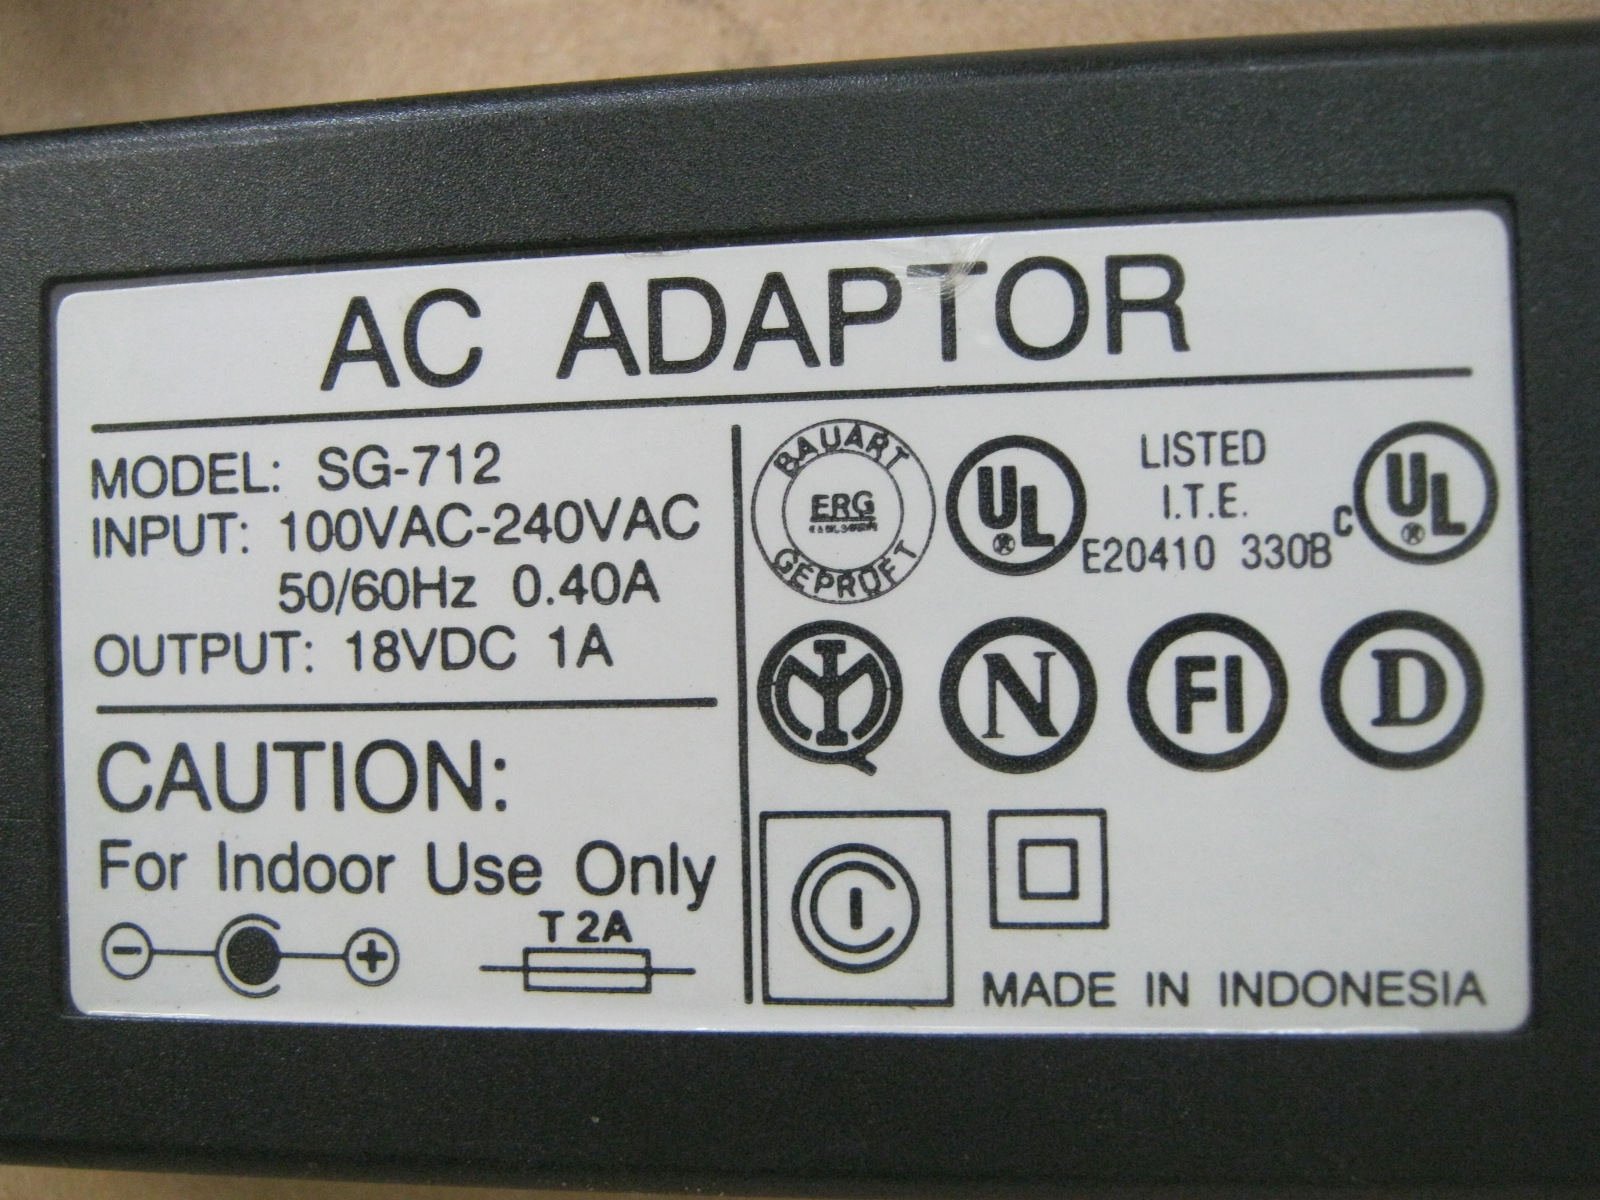 AC ADAPTOR
MODEL: SG-712
INPUT: 100VAC-240VAC
50/60Hz 0.40A
OUTPUT: 18VDC 1A
CAUTION:
For Indoor Use Only
T 2A
BAUART
ERG
GEPRÜFT
UL
LISTED
I.T.E.
E20410 330B
C UL
N
FI
D
MADE IN INDONESIA